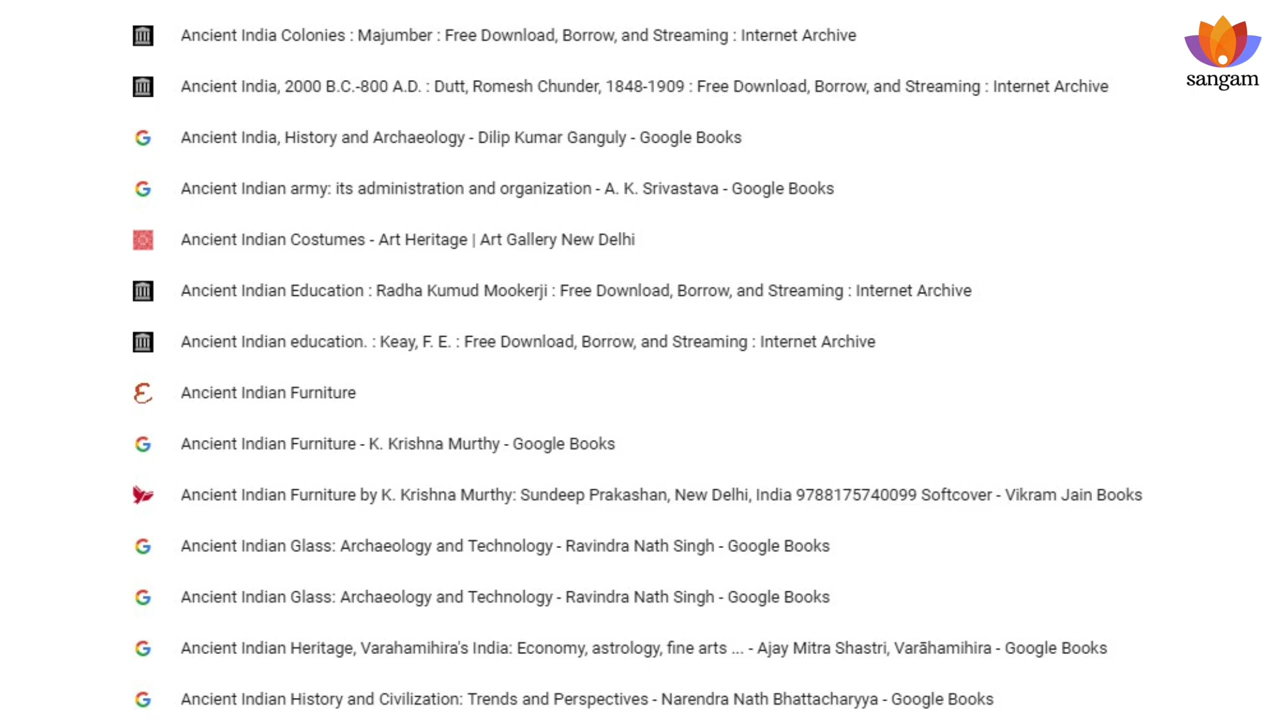 Ancient India Colonies : Majumber : Free Download, Borrow, and Streaming : Internet Archive
sangam
Ancient India, 2000 B.C.-800 A.D. : Dutt, Romesh Chunder, 1848-1909 : Free Download, Borrow, and Streaming : Internet Archive
Ancient India, History and Archaeology - Dilip Kumar Ganguly - Google Books
Ancient Indian army: its administration and organization - A. K. Srivastava - Google Books
Ancient Indian Costumes - Art Heritage | Art Gallery New Delhi
Ancient Indian Education : Radha Kumud Mookerji : Free Download, Borrow, and Streaming : Internet Archive
Ancient Indian education. : Keay, F. E. : Free Download, Borrow, and Streaming : Internet Archive
Ancient Indian Furniture
Ancient Indian Furniture - K. Krishna Murthy - Google Books
Ancient Indian Furniture by K. Krishna Murthy: Sundeep Prakashan, New Delhi, India 9788175740099 Softcover - Vikram Jain Books
Ancient Indian Glass: Archaeology and Technology - Ravindra Nath Singh - Google Books
Ancient Indian Glass: Archaeology and Technology - Ravindra Nath Singh - Google Books
Ancient Indian Heritage, Varahamihira's India: Economy, astrology, fine arts ... - Ajay Mitra Shastri, Varāhamihira - Google Books
Ancient Indian History and Civilization: Trends and Perspectives - Narendra Nath Bhattacharyya - Google Books